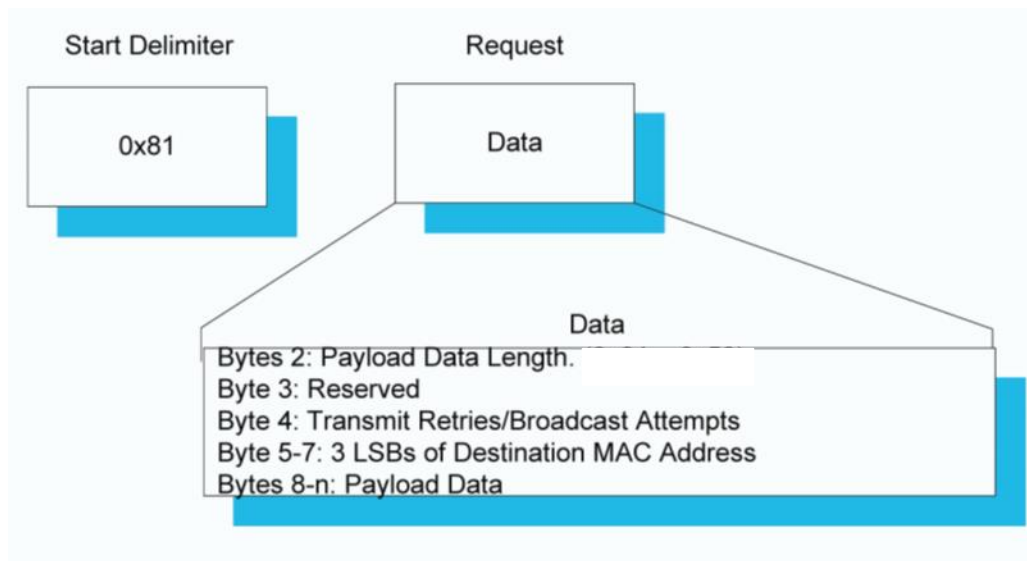 Start Delimiter
Request
0x81
Data
Data
Bytes 2: Payload Data Length.
Byte 3: Reserved
Byte 4: Transmit Retries/Broadcast Attempts
Byte 5-7: 3 LSBs of Destination MAC Address
Bytes 8-n: Payload Data